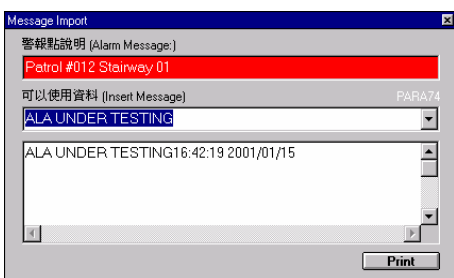 Message Import
警報點說明 (Alarm Message:)
Patrol #012 Stairway 01
可以使用資料 (Insert Message) PARA74
ALA UNDER TESTING
ALA UNDER TESTING16:42:19 2001/01/15
Print